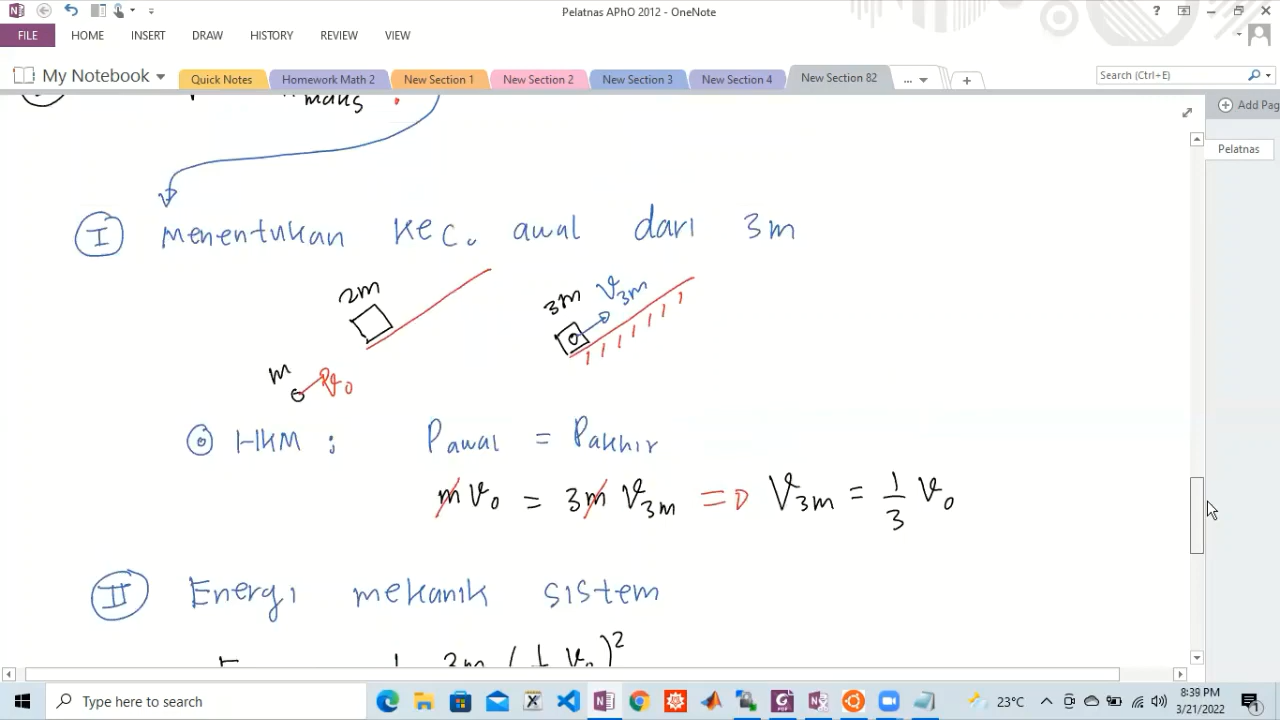 Pelatnas APhO 2012 - OneNote
FILE HOME INSERT DRAW HISTORY REVIEW VIEW
My Notebook Quick Notes Homework Math 2 New Section 1 New Section 2 New Section 3 New Section 4 New Section 82 ... + Search (Ctrl+E)
Add Pag
Pelatnas
maks
I menentukan kec. awal dari 3m
2m
3m V3m
m
v0
HKM : Pawal = Pakhir
m v0 = 3m V3m => V3m = 1/3 v0
II Energi mekanik sistem
Type here to search 23°C 8:39 PM
3/21/2022